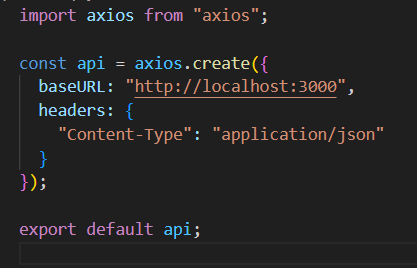 import axios from "axios";
const api = axios.create({
  baseURL: "http://localhost:3000",
  headers: {
    "Content-Type": "application/json"
  }
});
export default api;